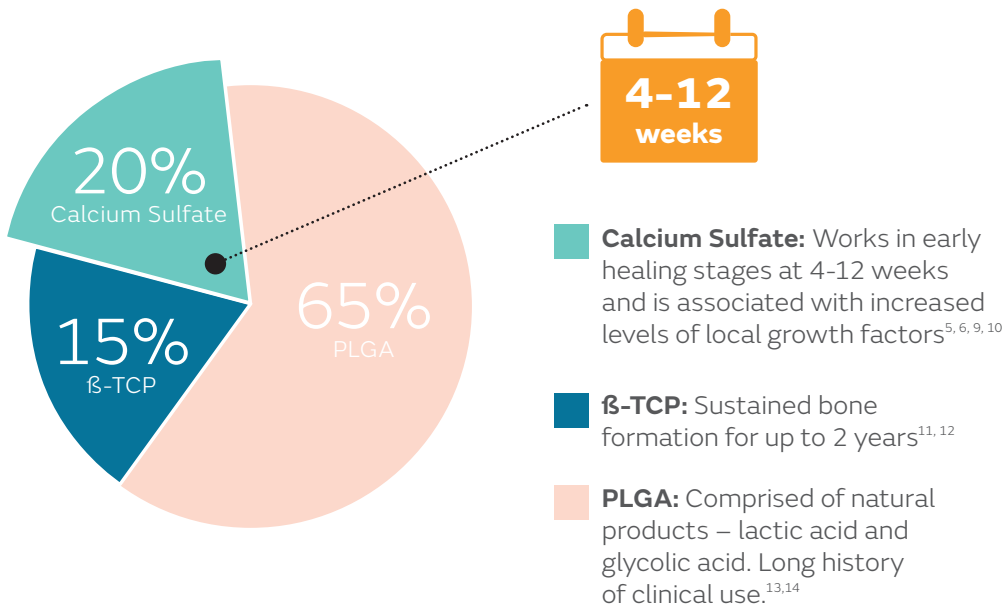 4-12
weeks
20%
Calcium Sulfate
65%
PLGA
15%
ß-TCP
Calcium Sulfate: Works in early
healing stages at 4-12 weeks
and is associated with increased
levels of local growth factors5, 6, 9, 10
ß-TCP: Sustained bone
formation for up to 2 years11, 12
PLGA: Comprised of natural
products – lactic acid and
glycolic acid. Long history
of clinical use.13,14